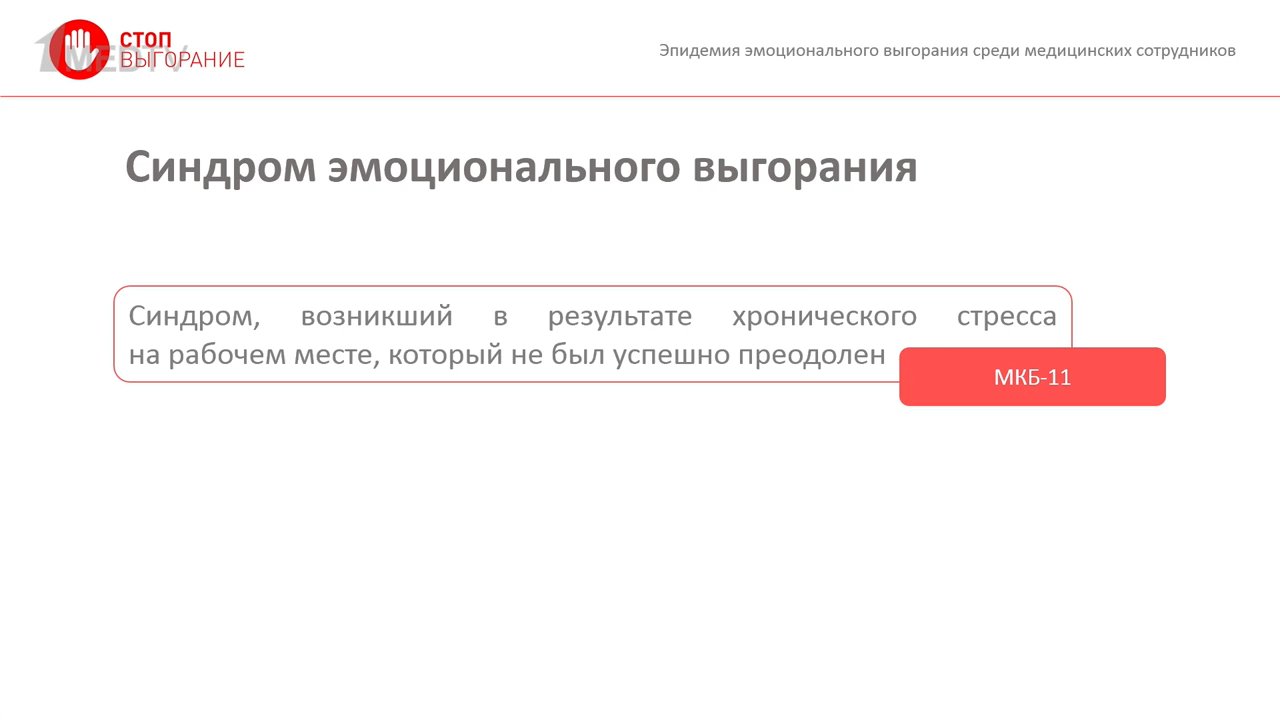 СТОП
ВЫГОРАНИЕ
1MEDTV
Эпидемия эмоционального выгорания среди медицинских сотрудников
Синдром эмоционального выгорания
Синдром, возникший в результате хронического стресса
на рабочем месте, который не был успешно преодолен
МКБ-11